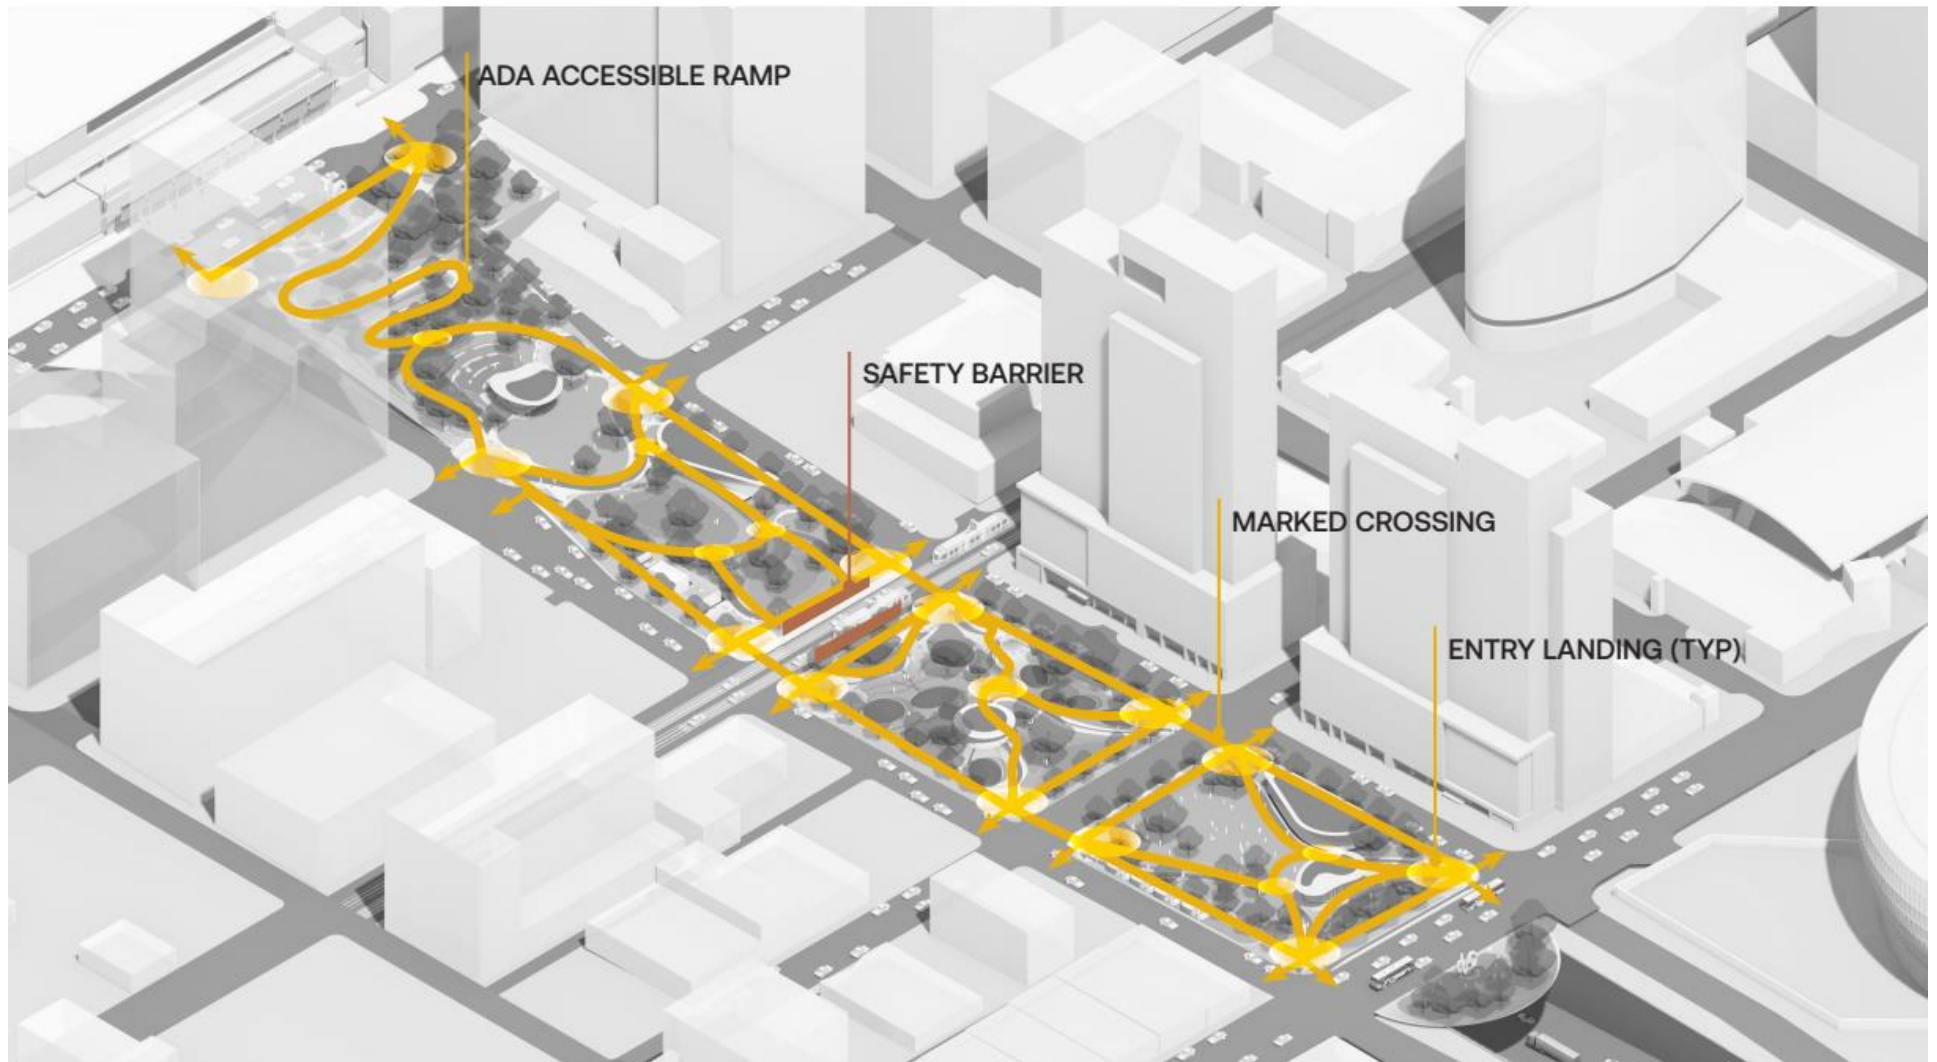 ADA ACCESSIBLE RAMP
SAFETY BARRIER
MARKED CROSSING
ENTRY LANDING (TYP)